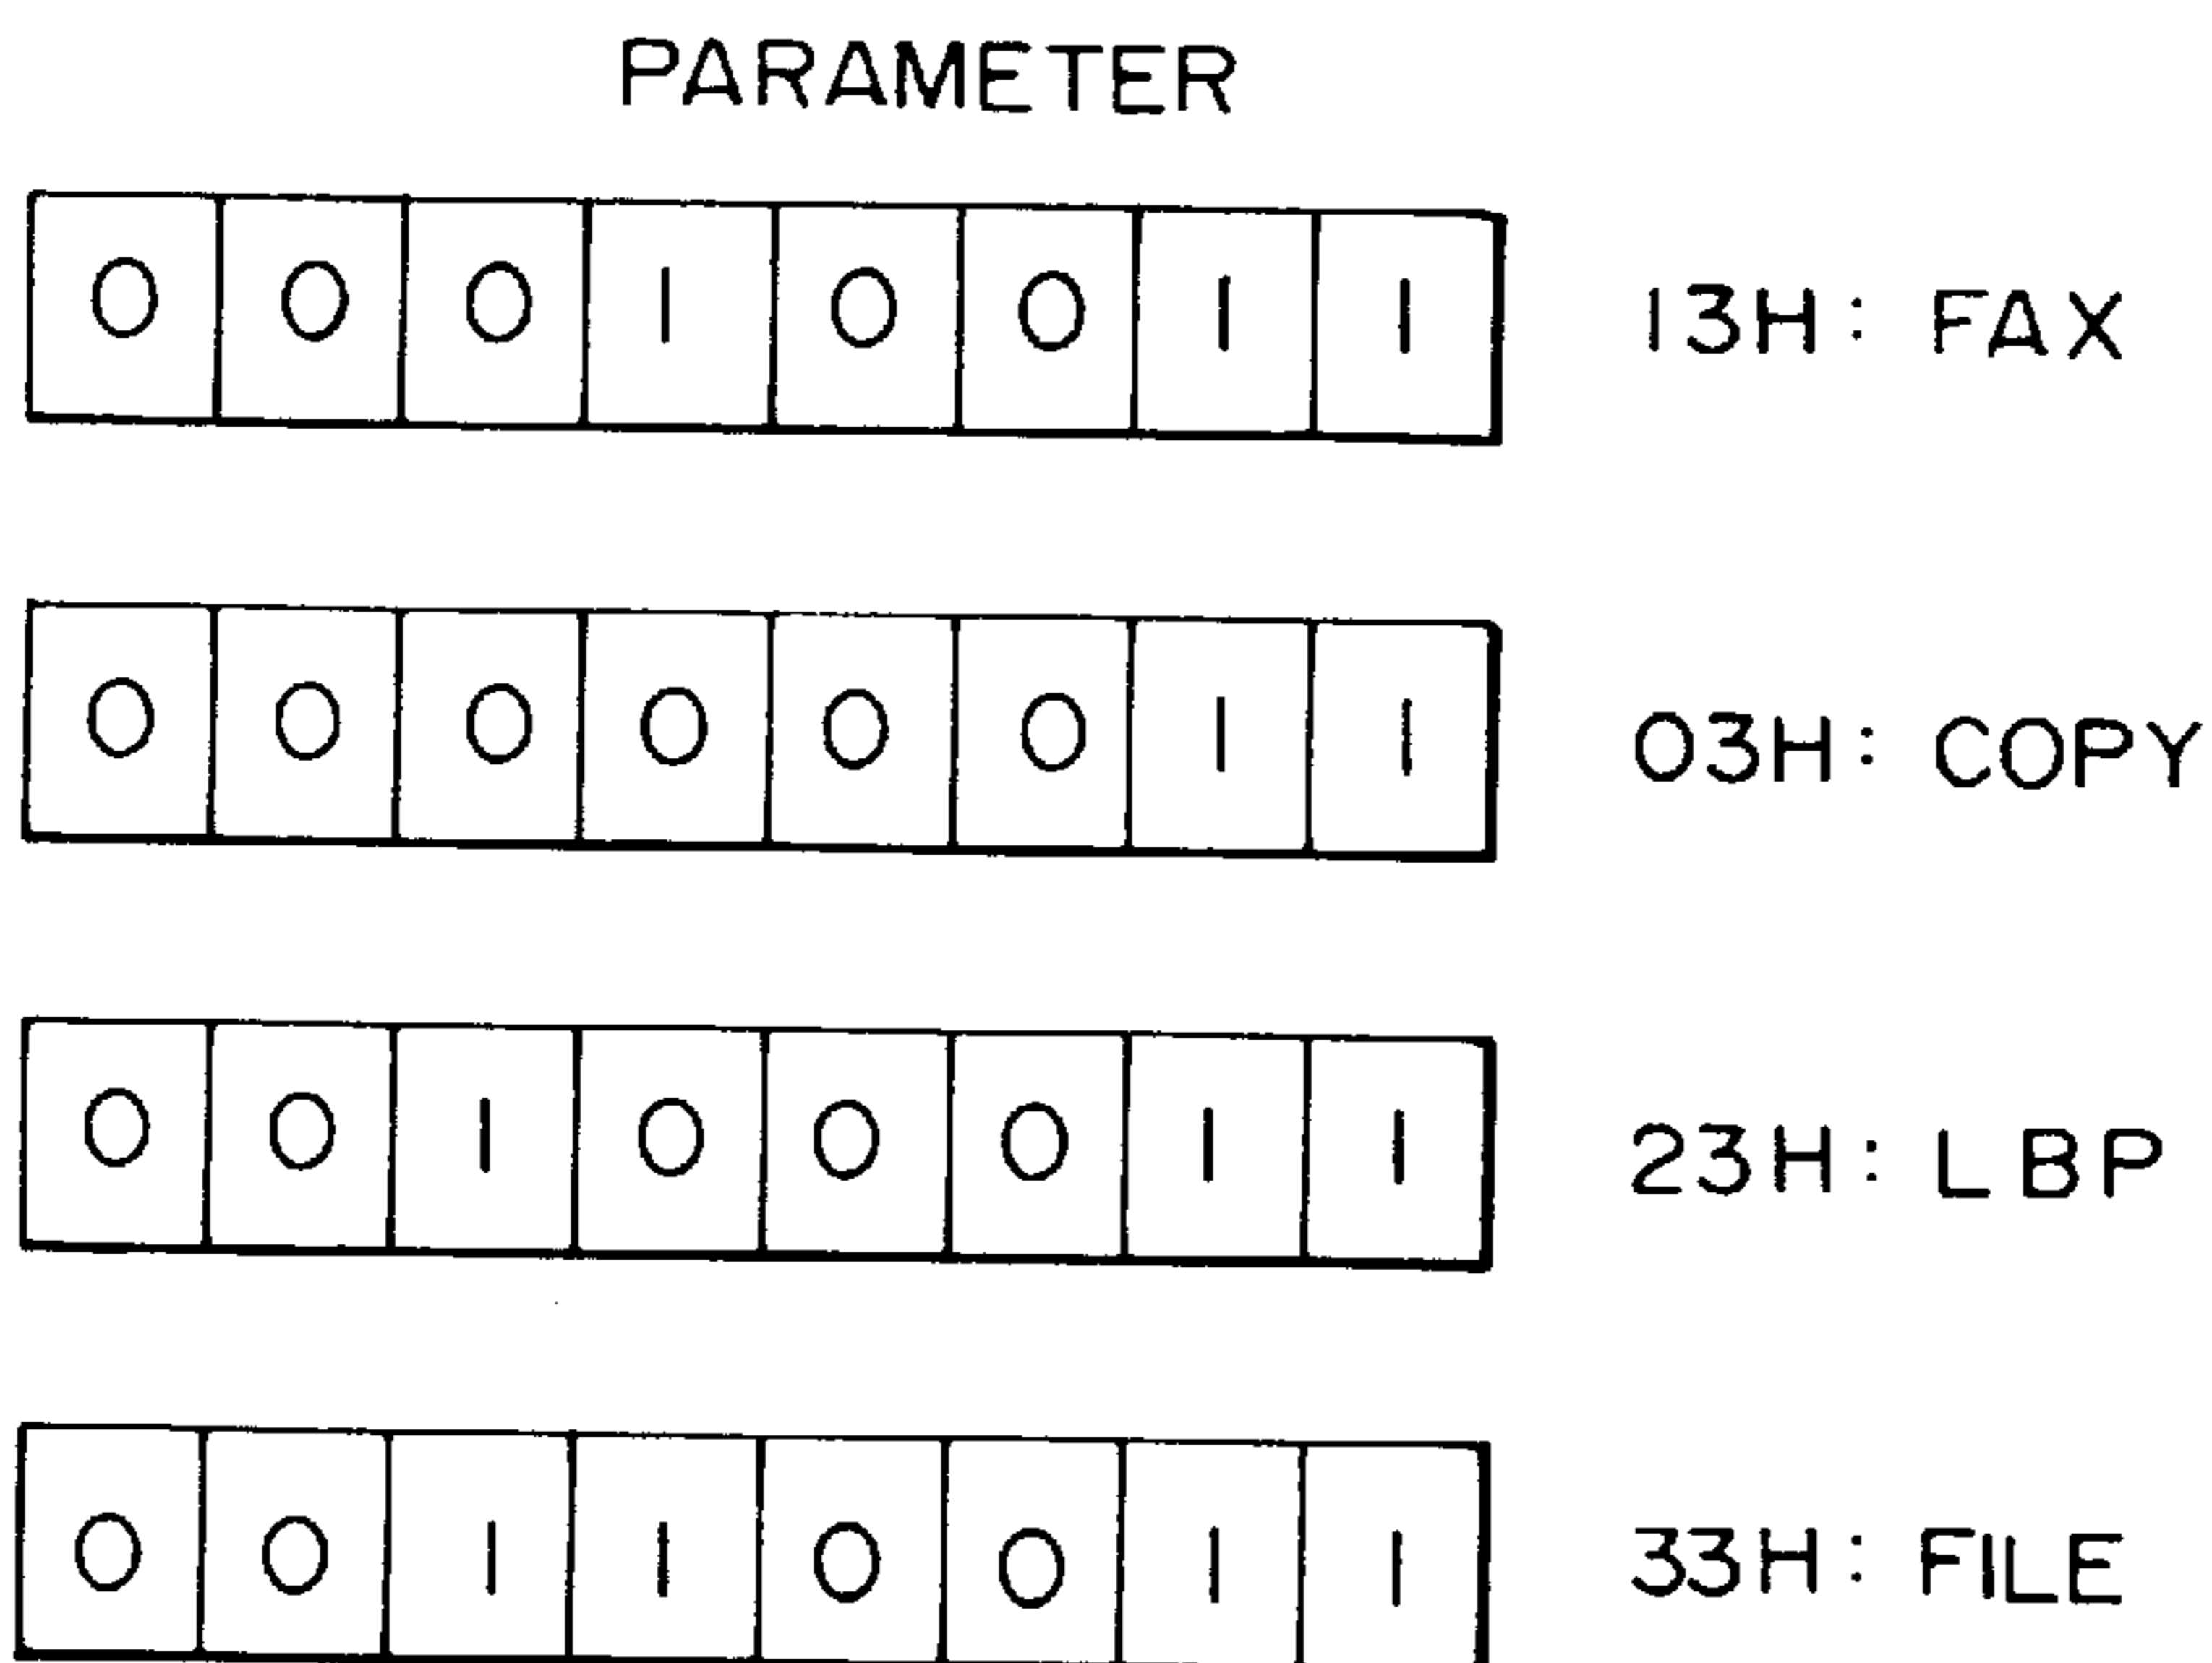 PARAMETER
0 0 0 1 0 0 1 1 13H: FAX
0 0 0 0 0 0 1 1 03H: COPY
0 0 1 0 0 0 1 1 23H: LBP
0 0 1 1 0 0 1 1 33H: FILE